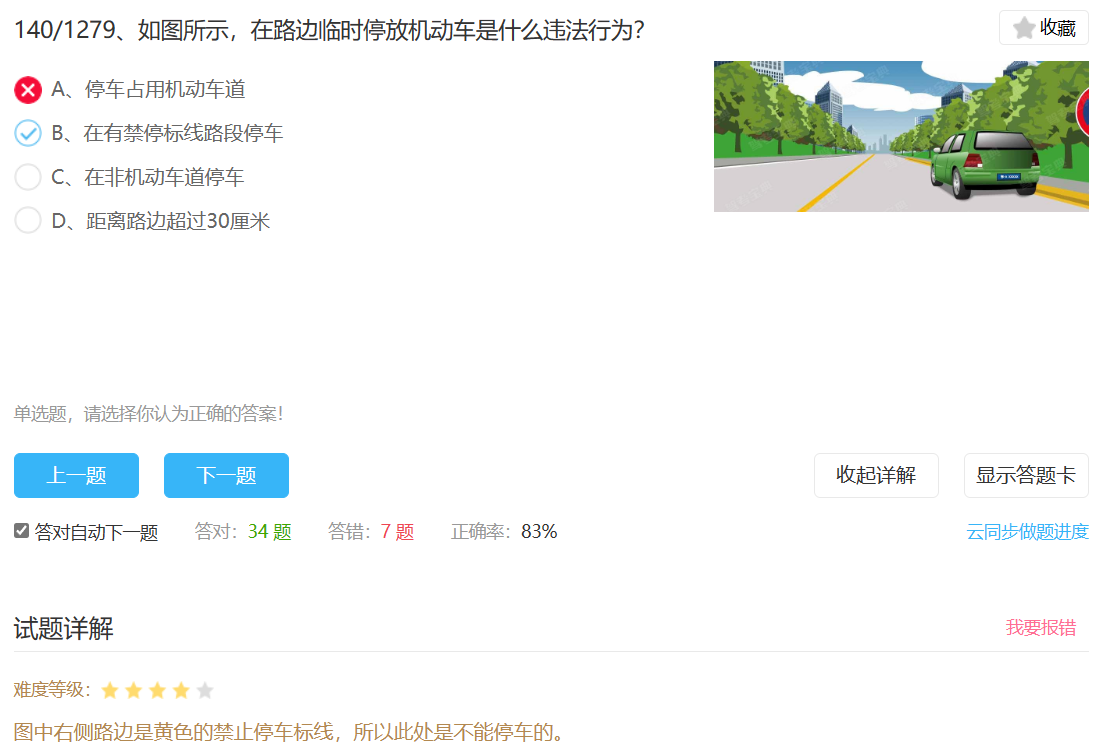 140/1279、如图所示，在路边临时停放机动车是什么违法行为？
收藏
A、停车占用机动车道
B、在有禁停标线路段停车
C、在非机动车道停车
D、距离路边超过30厘米
单选题，请选择你认为正确的答案！
上一题
下一题
收起详解
显示答题卡
答对自动下一题
答对：34 题
答错：7 题
正确率：83%
云同步做题进度
试题详解
我要报错
难度等级：
图中右侧路边是黄色的禁止停车标线，所以此处是不能停车的。